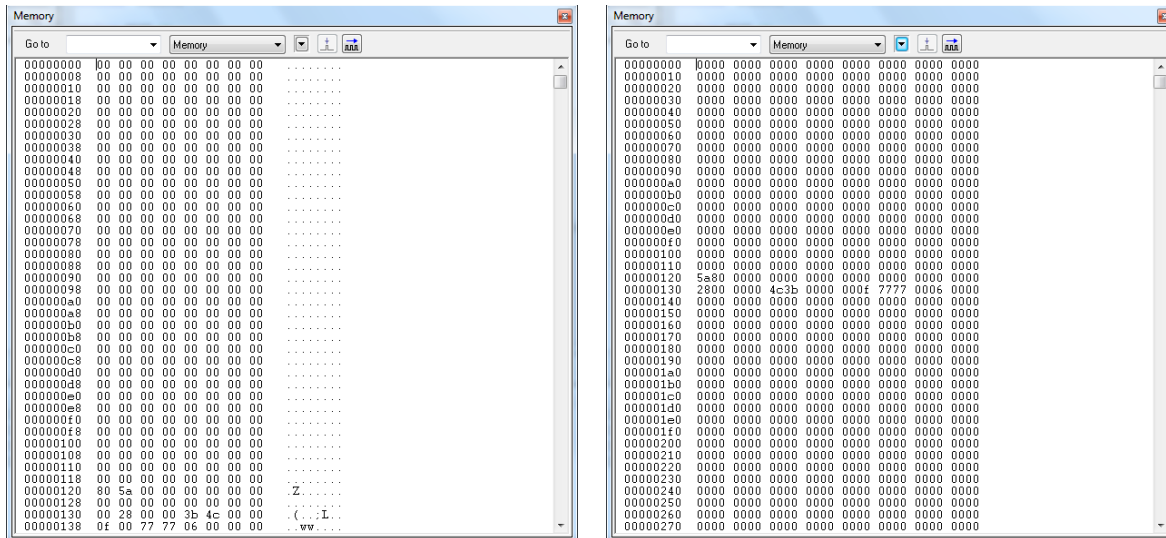 Memory
Go to Memory
00000000 00 00 00 00 00 00 00 00 ........
00000008 00 00 00 00 00 00 00 00 ........
00000010 00 00 00 00 00 00 00 00 ........
00000018 00 00 00 00 00 00 00 00 ........
00000020 00 00 00 00 00 00 00 00 ........
00000028 00 00 00 00 00 00 00 00 ........
00000030 00 00 00 00 00 00 00 00 ........
00000038 00 00 00 00 00 00 00 00 ........
00000040 00 00 00 00 00 00 00 00 ........
00000048 00 00 00 00 00 00 00 00 ........
00000050 00 00 00 00 00 00 00 00 ........
00000058 00 00 00 00 00 00 00 00 ........
00000060 00 00 00 00 00 00 00 00 ........
00000068 00 00 00 00 00 00 00 00 ........
00000070 00 00 00 00 00 00 00 00 ........
00000078 00 00 00 00 00 00 00 00 ........
00000080 00 00 00 00 00 00 00 00 ........
00000088 00 00 00 00 00 00 00 00 ........
00000090 00 00 00 00 00 00 00 00 ........
00000098 00 00 00 00 00 00 00 00 ........
000000a0 00 00 00 00 00 00 00 00 ........
000000a8 00 00 00 00 00 00 00 00 ........
000000b0 00 00 00 00 00 00 00 00 ........
000000b8 00 00 00 00 00 00 00 00 ........
000000c0 00 00 00 00 00 00 00 00 ........
000000c8 00 00 00 00 00 00 00 00 ........
000000d0 00 00 00 00 00 00 00 00 ........
000000d8 00 00 00 00 00 00 00 00 ........
000000e0 00 00 00 00 00 00 00 00 ........
000000e8 00 00 00 00 00 00 00 00 ........
000000f0 00 00 00 00 00 00 00 00 ........
000000f8 00 00 00 00 00 00 00 00 ........
00000100 00 00 00 00 00 00 00 00 ........
00000108 00 00 00 00 00 00 00 00 ........
00000110 00 00 00 00 00 00 00 00 ........
00000118 00 00 00 00 00 00 00 00 ........
00000120 80 5a 00 00 00 00 00 00 .Z......
00000128 00 00 00 00 00 00 00 00 ........
00000130 00 28 00 00 3b 4c 00 00 .(..;L..
00000138 0f 00 77 77 06 00 00 00 ..ww....
Memory
Go to Memory
00000000 0000 0000 0000 0000 0000 0000 0000 0000
00000010 0000 0000 0000 0000 0000 0000 0000 0000
00000020 0000 0000 0000 0000 0000 0000 0000 0000
00000030 0000 0000 0000 0000 0000 0000 0000 0000
00000040 0000 0000 0000 0000 0000 0000 0000 0000
00000050 0000 0000 0000 0000 0000 0000 0000 0000
00000060 0000 0000 0000 0000 0000 0000 0000 0000
00000070 0000 0000 0000 0000 0000 0000 0000 0000
00000080 0000 0000 0000 0000 0000 0000 0000 0000
00000090 0000 0000 0000 0000 0000 0000 0000 0000
000000a0 0000 0000 0000 0000 0000 0000 0000 0000
000000b0 0000 0000 0000 0000 0000 0000 0000 0000
000000c0 0000 0000 0000 0000 0000 0000 0000 0000
000000d0 0000 0000 0000 0000 0000 0000 0000 0000
000000e0 0000 0000 0000 0000 0000 0000 0000 0000
000000f0 0000 0000 0000 0000 0000 0000 0000 0000
00000100 0000 0000 0000 0000 0000 0000 0000 0000
00000110 0000 0000 0000 0000 0000 0000 0000 0000
00000120 5a80 0000 0000 0000 0000 0000 0000 0000
00000130 2800 0000 4c3b 0000 000f 7777 0006 0000
00000140 0000 0000 0000 0000 0000 0000 0000 0000
00000150 0000 0000 0000 0000 0000 0000 0000 0000
00000160 0000 0000 0000 0000 0000 0000 0000 0000
00000170 0000 0000 0000 0000 0000 0000 0000 0000
00000180 0000 0000 0000 0000 0000 0000 0000 0000
00000190 0000 0000 0000 0000 0000 0000 0000 0000
000001a0 0000 0000 0000 0000 0000 0000 0000 0000
000001b0 0000 0000 0000 0000 0000 0000 0000 0000
000001c0 0000 0000 0000 0000 0000 0000 0000 0000
000001d0 0000 0000 0000 0000 0000 0000 0000 0000
000001e0 0000 0000 0000 0000 0000 0000 0000 0000
000001f0 0000 0000 0000 0000 0000 0000 0000 0000
00000200 0000 0000 0000 0000 0000 0000 0000 0000
00000210 0000 0000 0000 0000 0000 0000 0000 0000
00000220 0000 0000 0000 0000 0000 0000 0000 0000
00000230 0000 0000 0000 0000 0000 0000 0000 0000
00000240 0000 0000 0000 0000 0000 0000 0000 0000
00000250 0000 0000 0000 0000 0000 0000 0000 0000
00000260 0000 0000 0000 0000 0000 0000 0000 0000
00000270 0000 0000 0000 0000 0000 0000 0000 0000